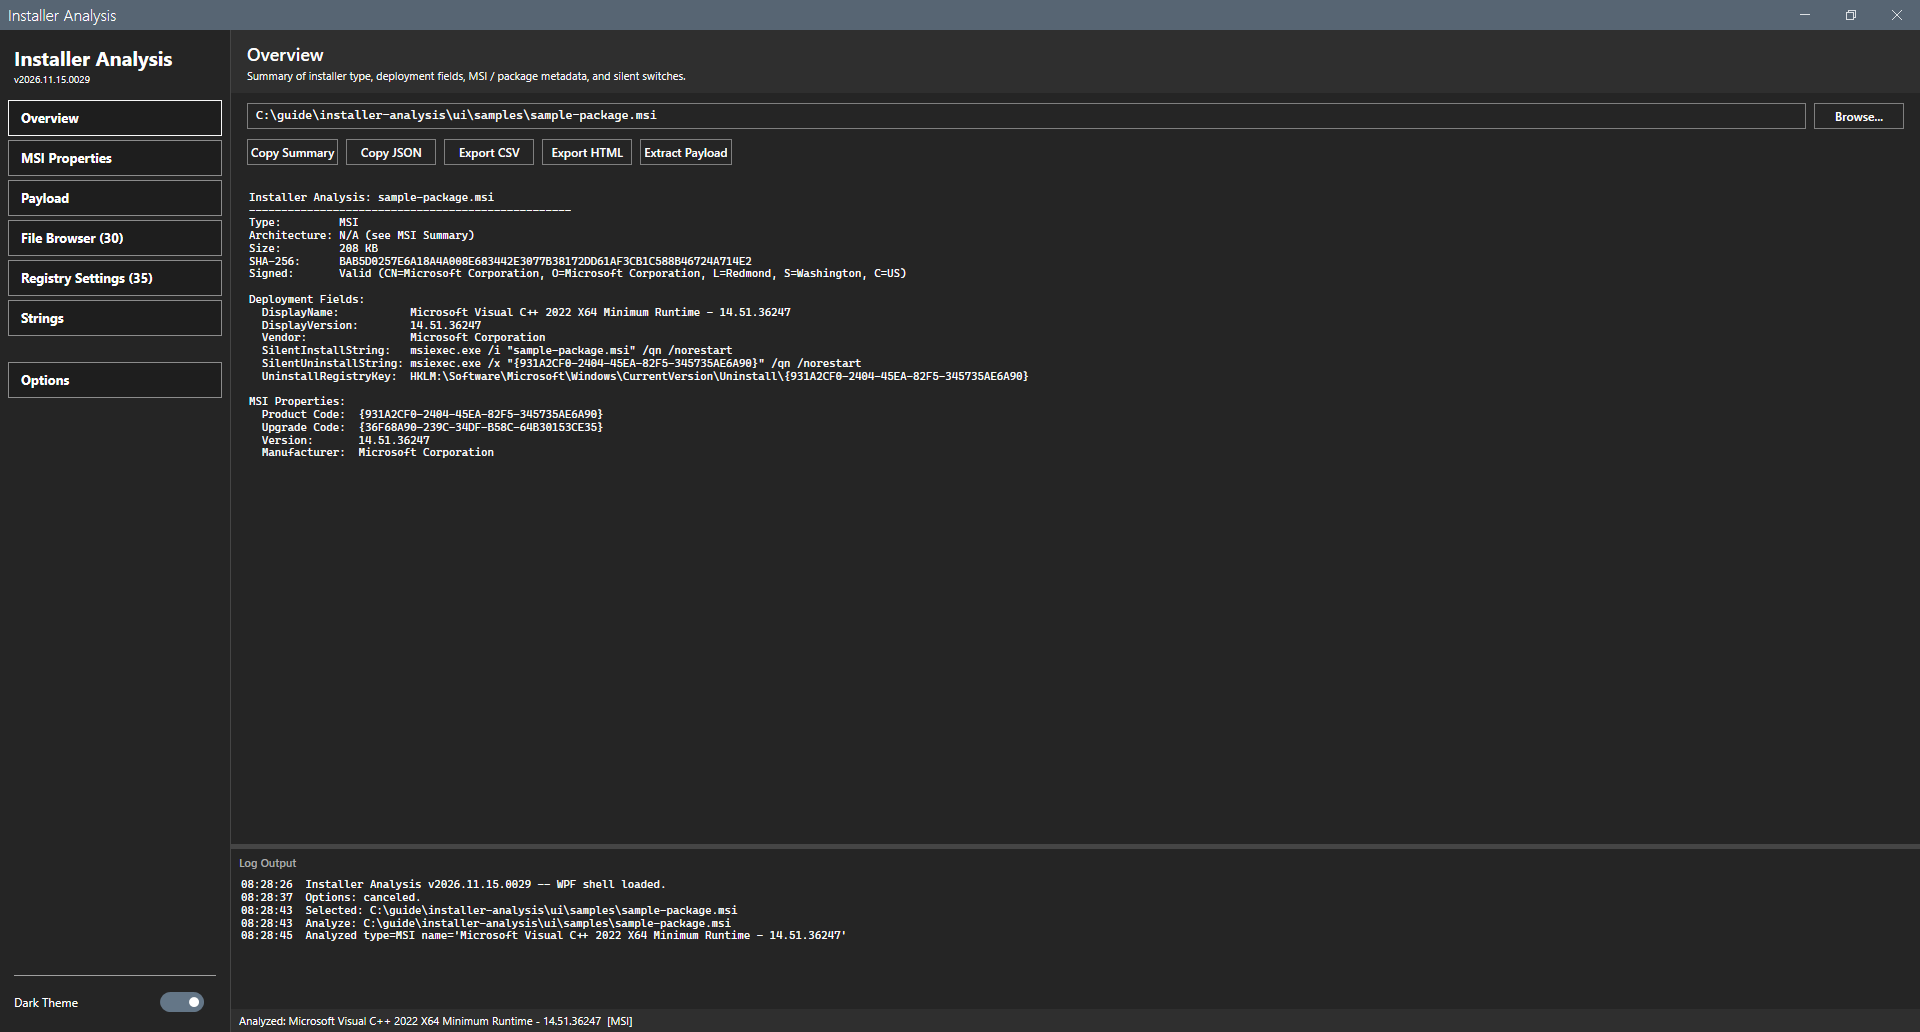 Installer Analysis
Installer Analysis
v2026.11.15.0029
Overview
MSI Properties
Payload
File Browser (30)
Registry Settings (35)
Strings
Options
Dark Theme
Overview
Summary of installer type, deployment fields, MSI / package metadata, and silent switches.
C:\guide\installer-analysis\ui\samples\sample-package.msi
Browse...
Copy Summary
Copy JSON
Export CSV
Export HTML
Extract Payload
Installer Analysis: sample-package.msi
--------------------------------------------------
Type: MSI
Architecture: N/A (see MSI Summary)
Size: 208 KB
SHA-256: BAB5D0257E6A18A4A008E683442E3077B38172DD61AF3CB1C588B46724A714E2
Signed: Valid (CN=Microsoft Corporation, O=Microsoft Corporation, L=Redmond, S=Washington, C=US)
Deployment Fields:
DisplayName: Microsoft Visual C++ 2022 X64 Minimum Runtime - 14.51.36247
DisplayVersion: 14.51.36247
Vendor: Microsoft Corporation
SilentInstallString: msiexec.exe /i "sample-package.msi" /qn /norestart
SilentUninstallString: msiexec.exe /x "{931A2CF0-2404-45EA-82F5-345735AE6A90}" /qn /norestart
UninstallRegistryKey: HKLM:\Software\Microsoft\Windows\CurrentVersion\Uninstall\{931A2CF0-2404-45EA-82F5-345735AE6A90}
MSI Properties:
Product Code: {931A2CF0-2404-45EA-82F5-345735AE6A90}
Upgrade Code: {36F68A90-239C-34DF-B58C-64B30153CE35}
Version: 14.51.36247
Manufacturer: Microsoft Corporation
Log Output
08:28:26 Installer Analysis v2026.11.15.0029 -- WPF shell loaded.
08:28:37 Options: canceled.
08:28:43 Selected: C:\guide\installer-analysis\ui\samples\sample-package.msi
08:28:43 Analyze: C:\guide\installer-analysis\ui\samples\sample-package.msi
08:28:45 Analyzed type=MSI name='Microsoft Visual C++ 2022 X64 Minimum Runtime - 14.51.36247'
Analyzed: Microsoft Visual C++ 2022 X64 Minimum Runtime - 14.51.36247 [MSI]